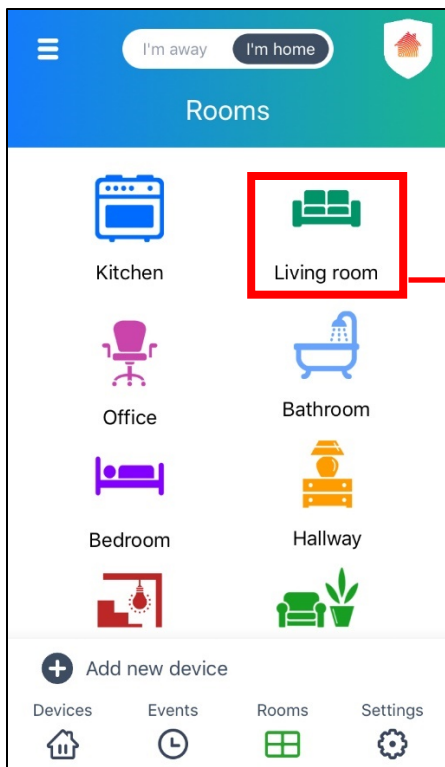 I'm away I'm home
Rooms
Kitchen Living room
Office Bathroom
Bedroom Hallway
Add new device
Devices Events Rooms Settings